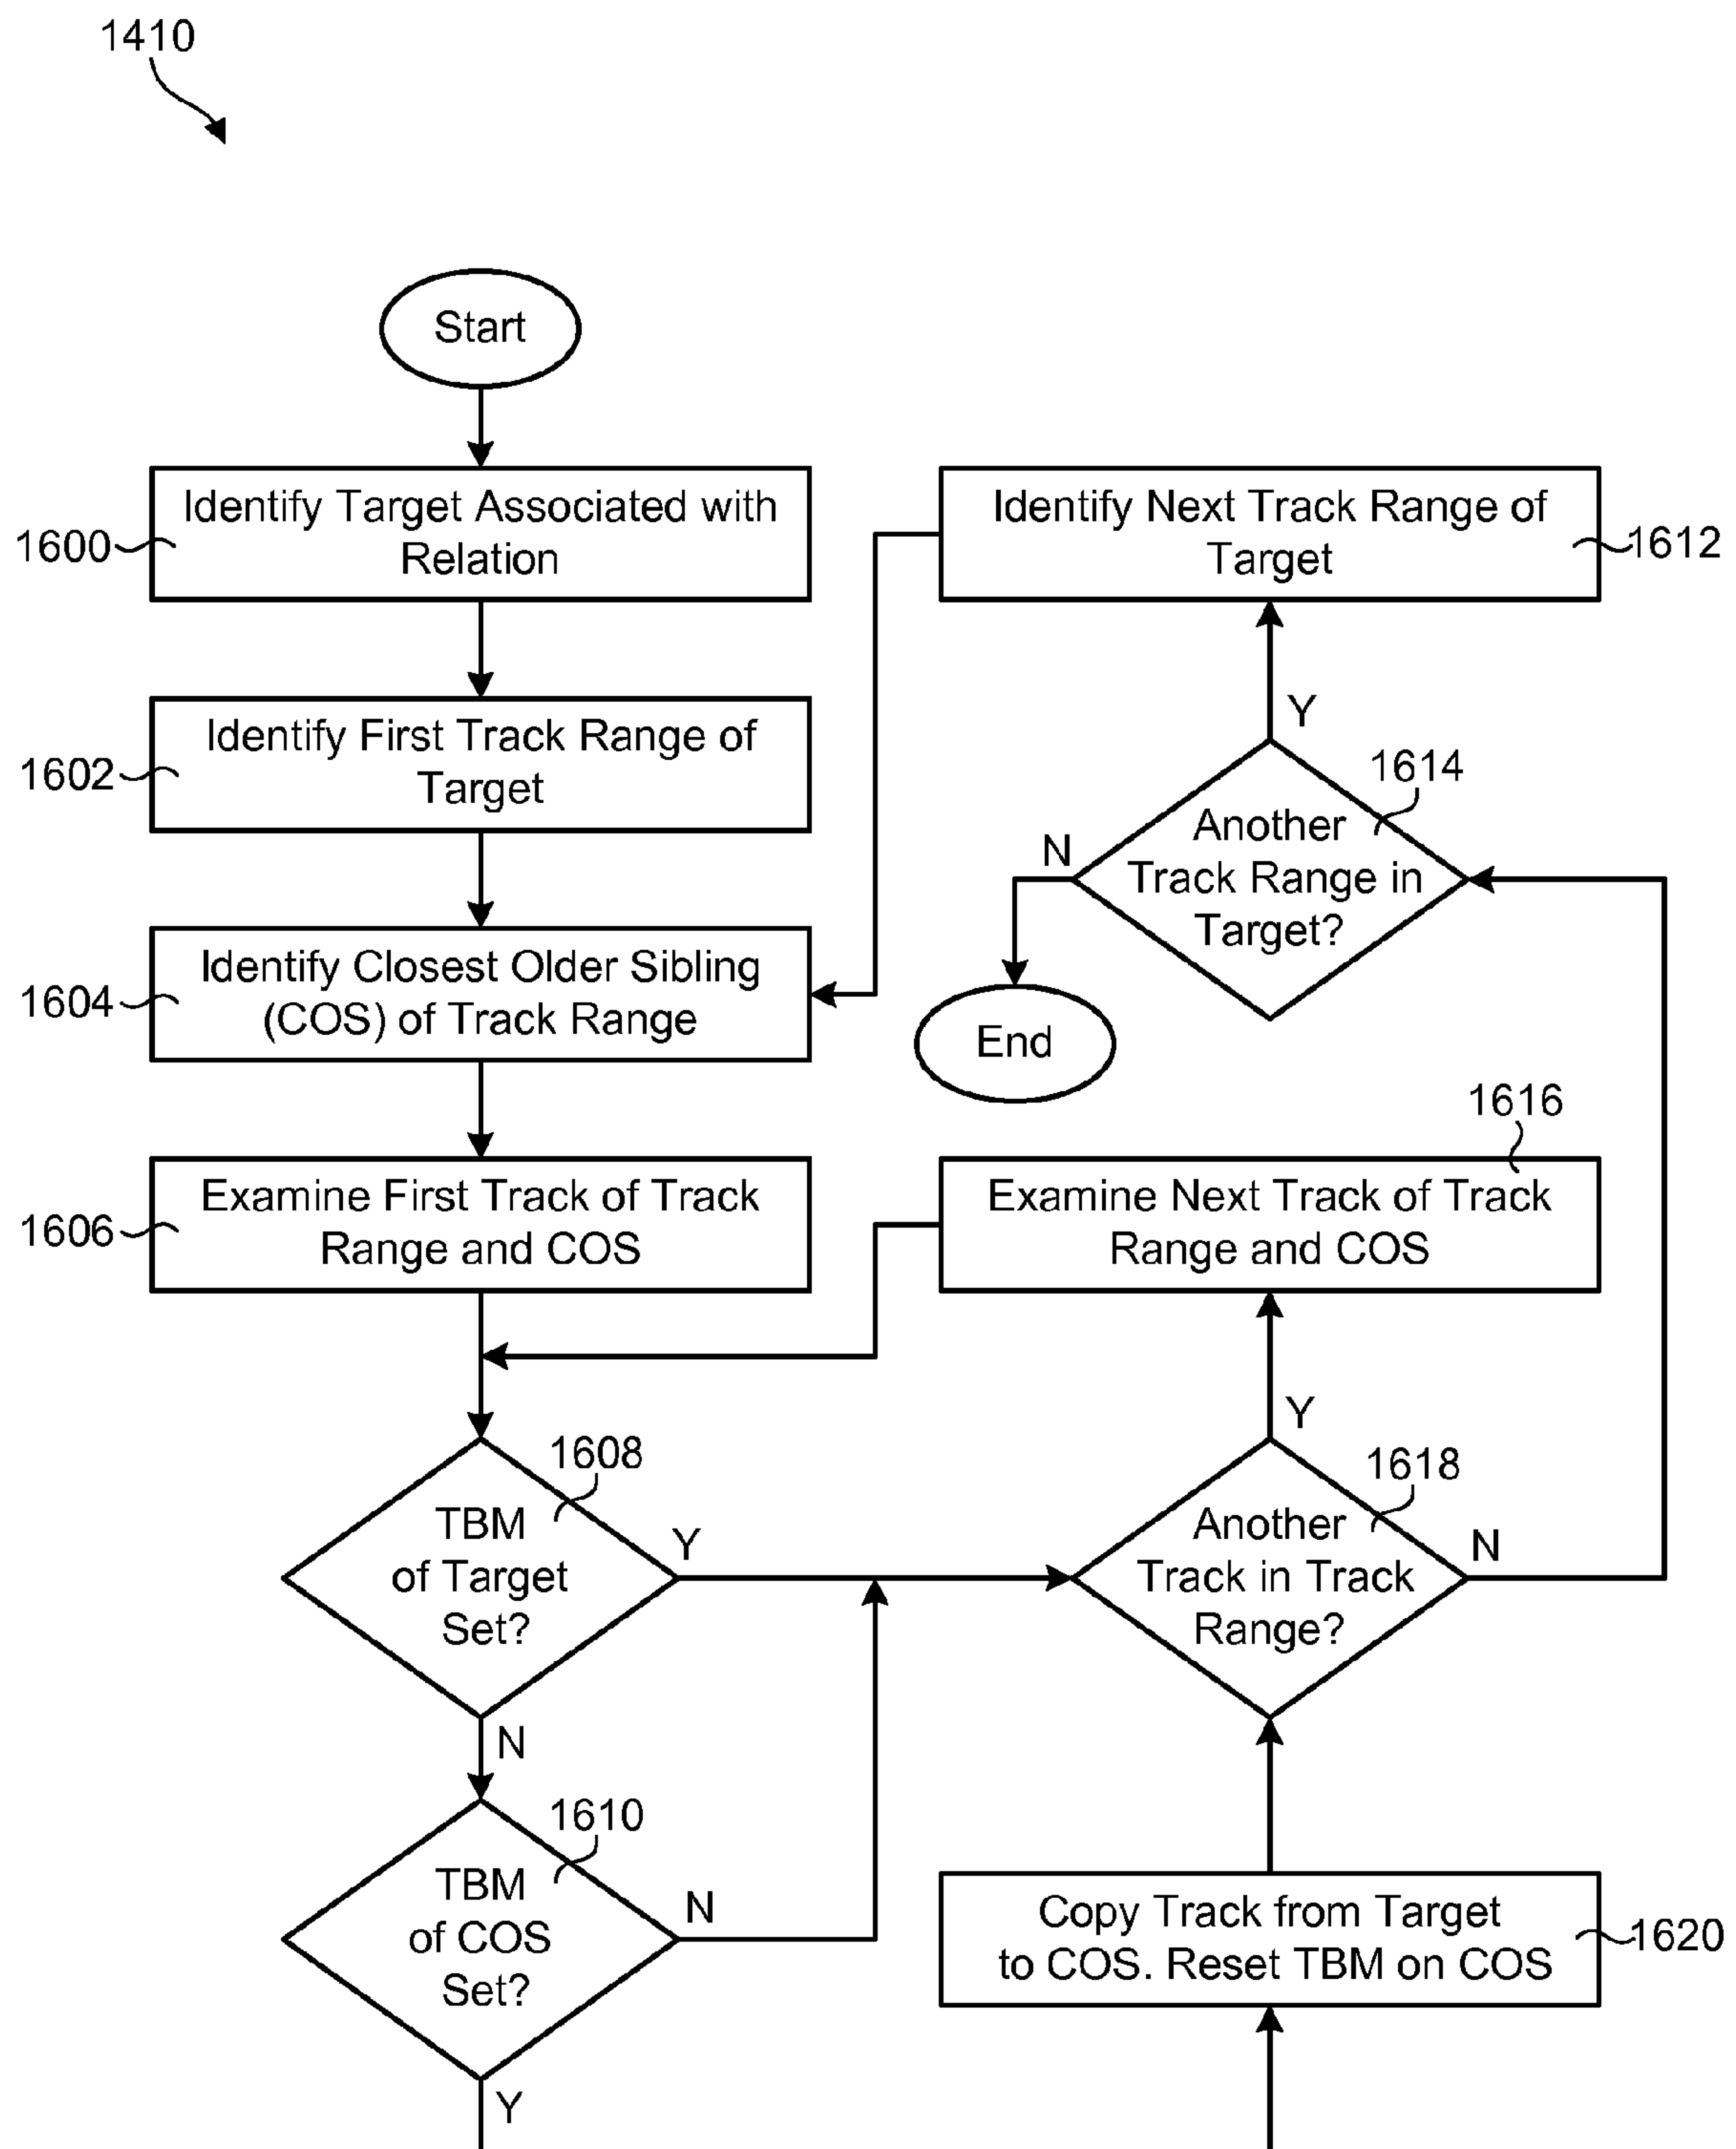 1410
Start
Identify Target Associated with
Relation
1600
Identify First Track Range of
Target
1602
Identify Closest Older Sibling
(COS) of Track Range
1604
Examine First Track of Track
Range and COS
1606
1608
TBM
of Target
Set?
Y
N
1610
TBM
of COS
Set?
N
Y
Identify Next Track Range of
Target
1612
Y
1614
Another
Track Range in
Target?
N
End
1616
Examine Next Track of Track
Range and COS
Y
1618
Another
Track in Track
Range?
N
Copy Track from Target
to COS. Reset TBM on COS
1620